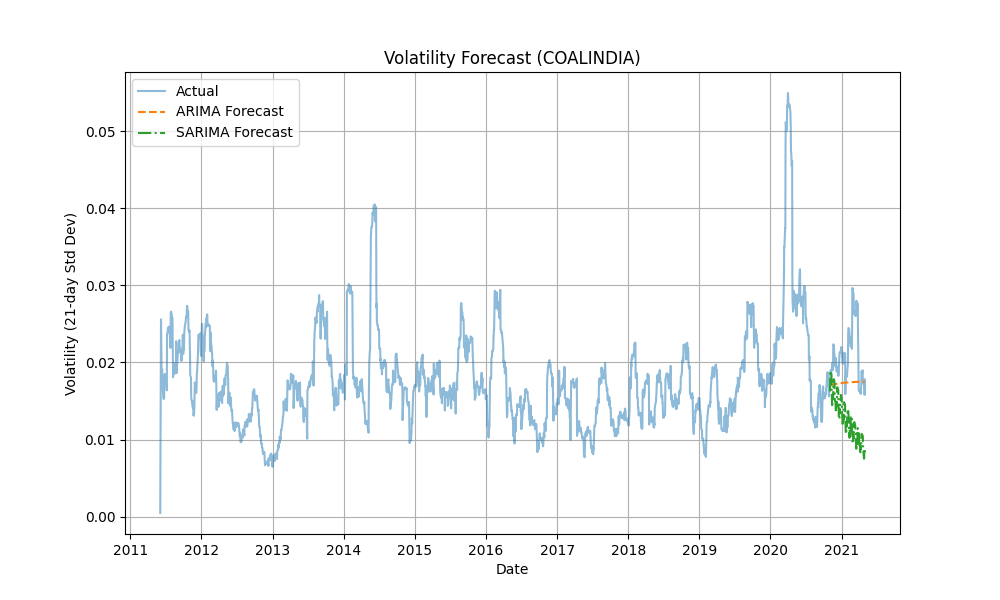 Volatility Forecast (COALINDIA)
Actual
ARIMA Forecast
SARIMA Forecast
Volatility (21-day Std Dev)
0.05
0.04
0.03
0.02
0.01
0.00
2011 2012 2013 2014 2015 2016 2017 2018 2019 2020 2021
Date